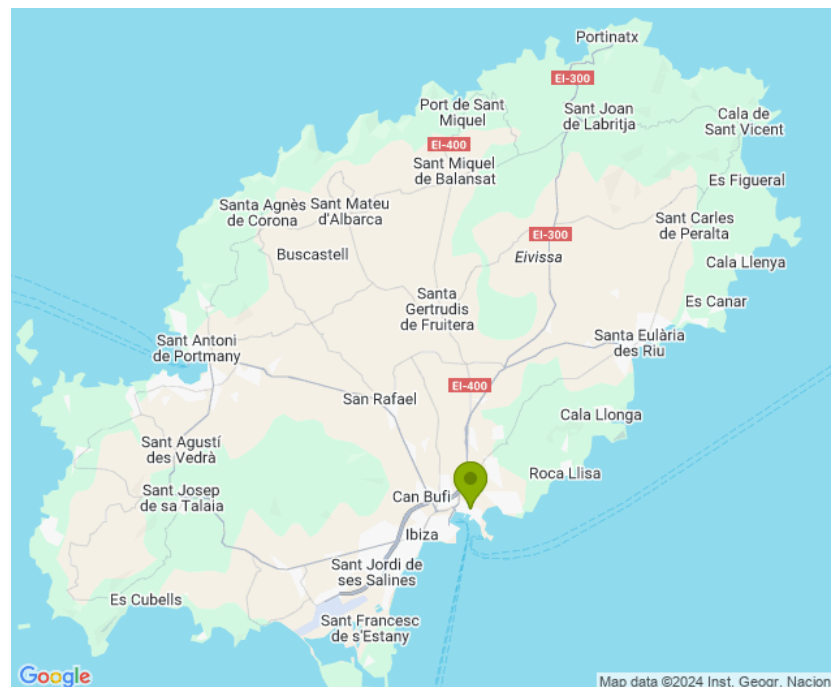 Portinatx
EI-300
Port de Sant
Miquel
Sant Joan
de Labritja
Cala de
Sant Vicent
EI-400
Sant Miquel
de Balansat
Es Figueral
Santa Agnès
de Corona
Sant Mateu
d'Albarca
Sant Carles
de Peralta
EI-300
Buscastell
Eivissa
Cala Llenya
Santa
Gertrudis
de Fruitera
Es Canar
Sant Antoni
de Portmany
Santa Eulària
des Riu
EI-400
San Rafael
Cala Llonga
Sant Agustí
des Vedrà
Roca Llisa
Sant Josep
de sa Talaia
Can Bufi
Ibiza
Sant Jordi de
ses Salines
Es Cubells
Sant Francesc
de s'Estany
Google
Map data ©2024 Inst. Geogr. Nacion